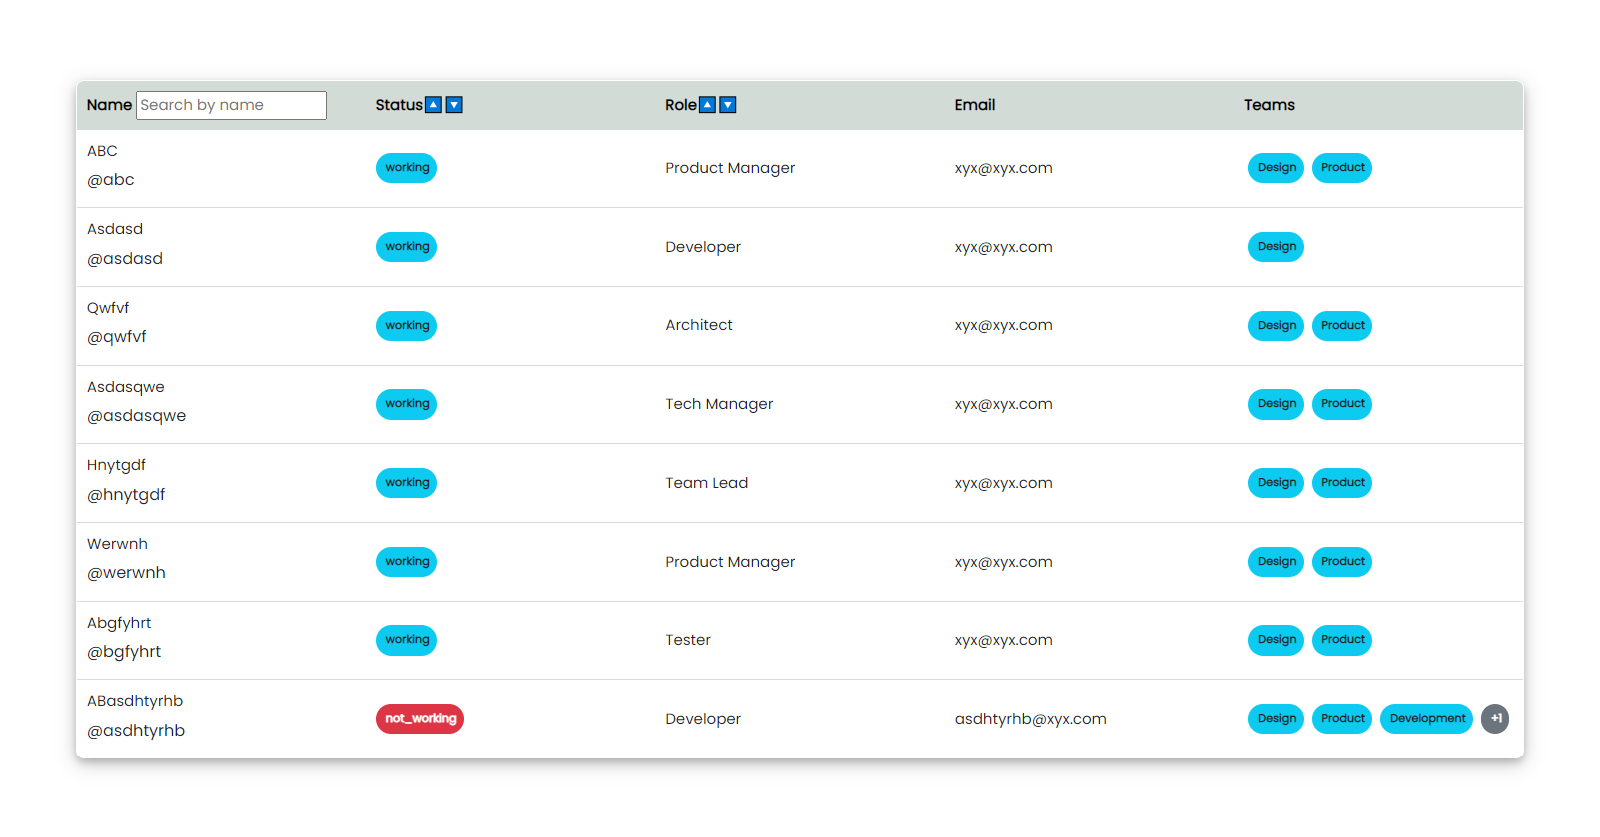 Name Search by name Status🔼🔽 Role🔼🔽 Email Teams
ABC
@abc
working Product Manager xyx@xyx.com Design Product
Asdasd
@asdasd
working Developer xyx@xyx.com Design
Qwfvf
@qwfvf
working Architect xyx@xyx.com Design Product
Asdasqwe
@asdasqwe
working Tech Manager xyx@xyx.com Design Product
Hnytgdf
@hnytgdf
working Team Lead xyx@xyx.com Design Product
Werwnh
@werwnh
working Product Manager xyx@xyx.com Design Product
Abgfyhrt
@bgfyhrt
working Tester xyx@xyx.com Design Product
ABasdhtyrhb
@asdhtyrhb
not_working Developer asdhtyrhb@xyx.com Design Product Development +1